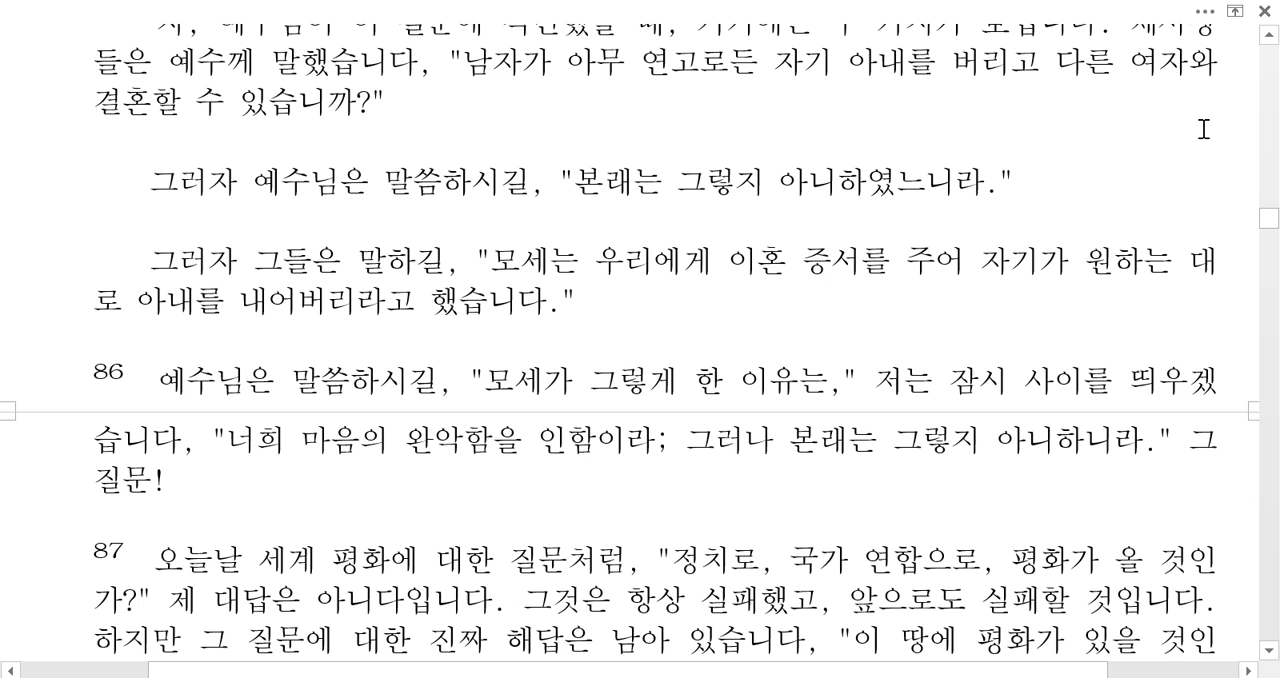 들은 예수께 말했습니다, "남자가 아무 연고로든 자기 아내를 버리고 다른 여자와
결혼할 수 있습니까?"
그러자 예수님은 말씀하시길, "본래는 그렇지 아니하였느니라."
그러자 그들은 말하길, "모세는 우리에게 이혼 증서를 주어 자기가 원하는 대
로 아내를 내어버리라고 했습니다."
86 예수님은 말씀하시길, "모세가 그렇게 한 이유는," 저는 잠시 사이를 띄우겠
습니다, "너희 마음의 완악함을 인함이라; 그러나 본래는 그렇지 아니하니라." 그
질문!
87 오늘날 세계 평화에 대한 질문처럼, "정치로, 국가 연합으로, 평화가 올 것인
가?" 제 대답은 아니다입니다. 그것은 항상 실패했고, 앞으로도 실패할 것입니다.
하지만 그 질문에 대한 진짜 해답은 남아 있습니다, "이 땅에 평화가 있을 것인